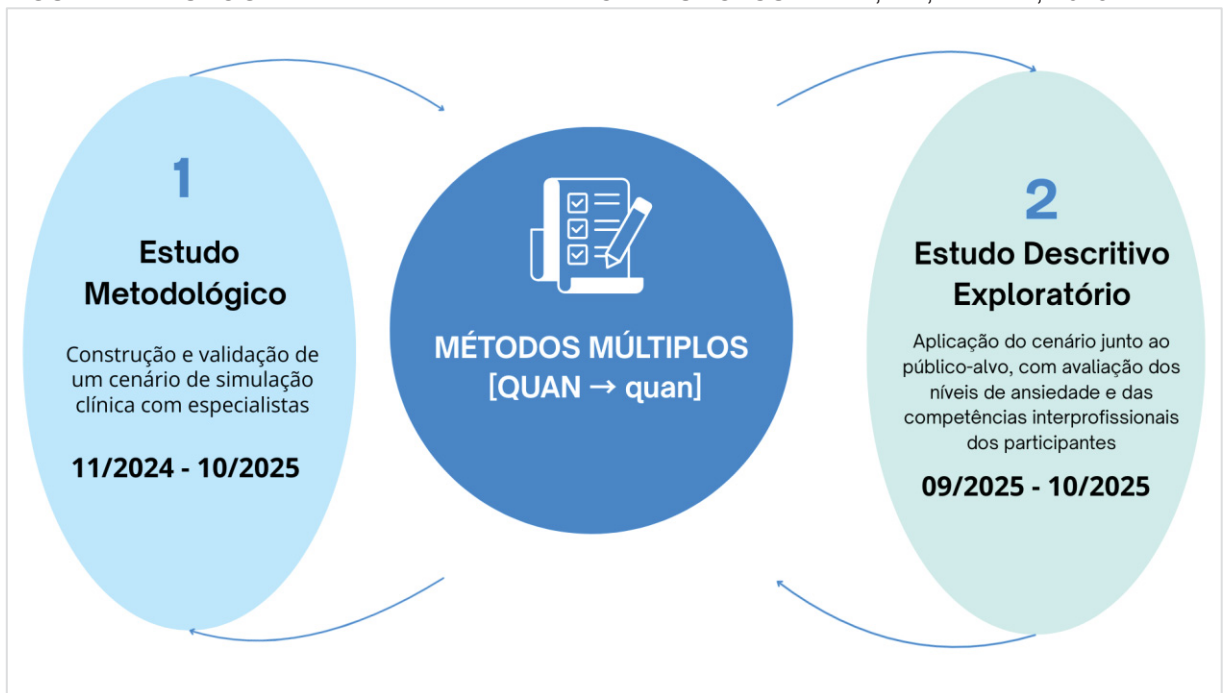 1
Estudo
Metodológico
Construção e validação de
um cenário de simulação
clínica com especialistas
11/2024 - 10/2025
MÉTODOS MÚLTIPLOS
[QUAN → quan]
2
Estudo Descritivo
Exploratório
Aplicação do cenário junto ao
público-alvo, com avaliação dos
níveis de ansiedade e das
competências interprofissionais
dos participantes
09/2025 - 10/2025